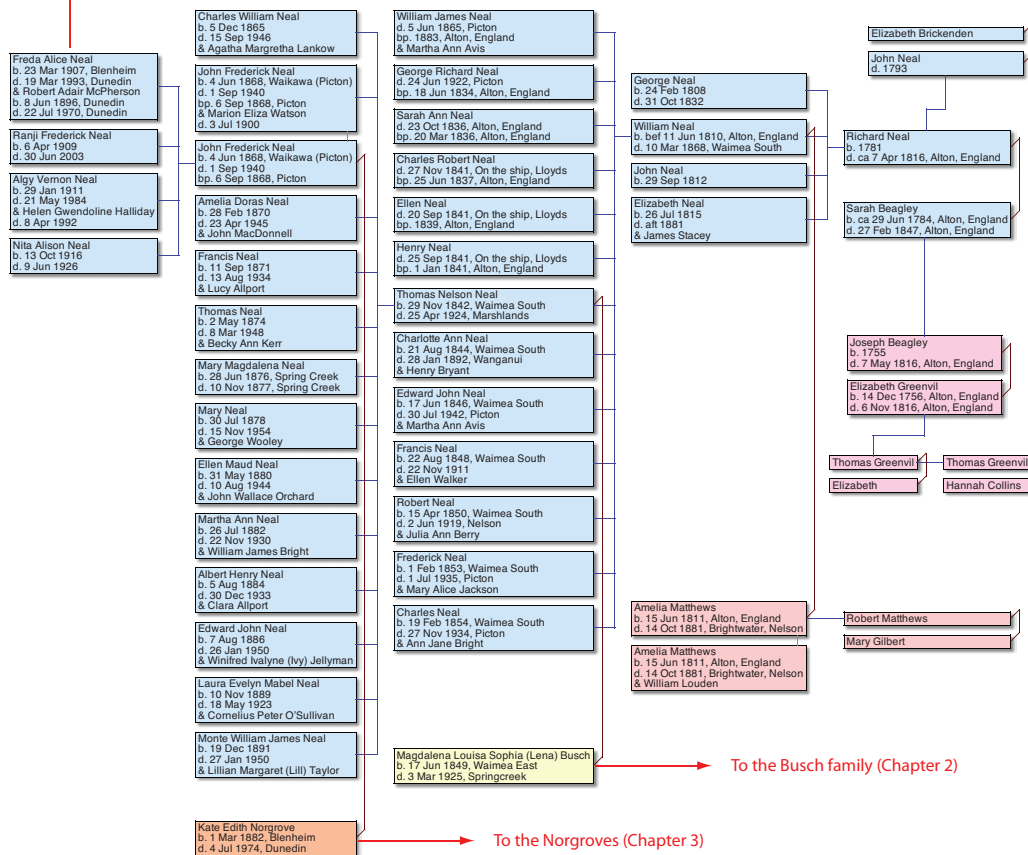 Freda Alice Neal
b. 23 Mar 1907, Blenheim
d. 19 Mar 1993, Dunedin
& Robert Adair McPherson
b. 8 Jun 1896, Dunedin
d. 22 Jul 1970, Dunedin
Ranji Frederick Neal
b. 6 Apr 1909
d. 30 Jun 2003
Algy Vernon Neal
b. 29 Jan 1911
d. 21 May 1984
& Helen Gwendoline Halliday
d. 8 Apr 1992
Nita Alison Neal
b. 13 Oct 1916
d. 9 Jun 1926
Charles William Neal
b. 5 Dec 1865
d. 15 Sep 1946
& Agatha Margretha Lankow
John Frederick Neal
b. 4 Jun 1868, Waikawa (Picton)
d. 1 Sep 1940
bp. 6 Sep 1868, Picton
& Marion Eliza Watson
d. 3 Jul 1900
John Frederick Neal
b. 4 Jun 1868, Waikawa (Picton)
d. 1 Sep 1940
bp. 6 Sep 1868, Picton
Amelia Doras Neal
b. 28 Feb 1870
d. 23 Apr 1945
& John MacDonnell
Francis Neal
b. 11 Sep 1871
d. 13 Aug 1934
& Lucy Allport
Thomas Neal
b. 2 May 1874
d. 8 Mar 1948
& Becky Ann Kerr
Mary Magdalena Neal
b. 28 Jun 1876, Spring Creek
d. 10 Nov 1877, Spring Creek
Mary Neal
b. 30 Jul 1878
d. 15 Nov 1954
& George Wooley
Ellen Maud Neal
b. 31 May 1880
d. 10 Aug 1944
& John Wallace Orchard
Martha Ann Neal
b. 26 Jul 1882
d. 22 Nov 1930
& William James Bright
Albert Henry Neal
b. 5 Aug 1884
d. 30 Dec 1933
& Clara Allport
Edward John Neal
b. 7 Aug 1886
d. 26 Jan 1950
& Winifred Ivalyne (Ivy) Jellyman
Laura Evelyn Mabel Neal
b. 10 Nov 1889
d. 18 May 1923
& Cornelius Peter O'Sullivan
Monte William James Neal
b. 19 Dec 1891
d. 27 Jan 1950
& Lillian Margaret (Lill) Taylor
Kate Edith Norgrove
b. 1 Mar 1882, Blenheim
d. 4 Jul 1974, Dunedin
To the Norgroves (Chapter 3)
William James Neal
d. 5 Jun 1865, Picton
bp. 1883, Alton, England
& Martha Ann Avis
George Richard Neal
d. 24 Jun 1922, Picton
bp. 18 Jun 1834, Alton, England
Sarah Ann Neal
d. 23 Oct 1836, Alton, England
bp. 20 Mar 1836, Alton, England
Charles Robert Neal
d. 27 Nov 1841, On the ship, Lloyds
bp. 25 Jun 1837, Alton, England
Ellen Neal
d. 20 Sep 1841, On the ship, Lloyds
bp. 1839, Alton, England
Henry Neal
d. 25 Sep 1841, On the ship, Lloyds
bp. 1 Jan 1841, Alton, England
Thomas Nelson Neal
b. 29 Nov 1842, Waimea South
d. 25 Apr 1924, Marshlands
Charlotte Ann Neal
b. 21 Aug 1844, Waimea South
d. 28 Jan 1892, Wanganui
& Henry Bryant
Edward John Neal
b. 17 Jun 1846, Waimea South
d. 30 Jul 1942, Picton
& Martha Ann Avis
Francis Neal
b. 22 Aug 1848, Waimea South
d. 22 Nov 1911
& Ellen Walker
Robert Neal
b. 15 Apr 1850, Waimea South
d. 2 Jun 1919, Nelson
& Julia Ann Berry
Frederick Neal
b. 1 Feb 1853, Waimea South
d. 1 Jul 1935, Picton
& Mary Alice Jackson
Charles Neal
b. 19 Feb 1854, Waimea South
d. 27 Nov 1934, Picton
& Ann Jane Bright
Magdalena Louisa Sophia (Lena) Busch
b. 17 Jun 1849, Waimea East
d. 3 Mar 1925, Springcreek
To the Busch family (Chapter 2)
George Neal
b. 24 Feb 1808
d. 31 Oct 1832
William Neal
b. bef 11 Jun 1810, Alton, England
d. 10 Mar 1868, Waimea South
John Neal
b. 29 Sep 1812
Elizabeth Neal
b. 26 Jul 1815
d. aft 1881
& James Stacey
Amelia Matthews
b. 15 Jun 1811, Alton, England
d. 14 Oct 1881, Brightwater, Nelson
Amelia Matthews
b. 15 Jun 1811, Alton, England
d. 14 Oct 1881, Brightwater, Nelson
& William Louden
Elizabeth Brickenden
John Neal
d. 1793
Richard Neal
b. 1781
d. ca 7 Apr 1816, Alton, England
Sarah Beagley
b. ca 29 Jun 1784, Alton, England
d. 27 Feb 1847, Alton, England
Joseph Beagley
b. 1755
d. 7 May 1816, Alton, England
Elizabeth Greenvil
b. 14 Dec 1756, Alton, England
d. 6 Nov 1816, Alton, England
Thomas Greenvil
Thomas Greenvil
Elizabeth
Hannah Collins
Robert Matthews
Mary Gilbert